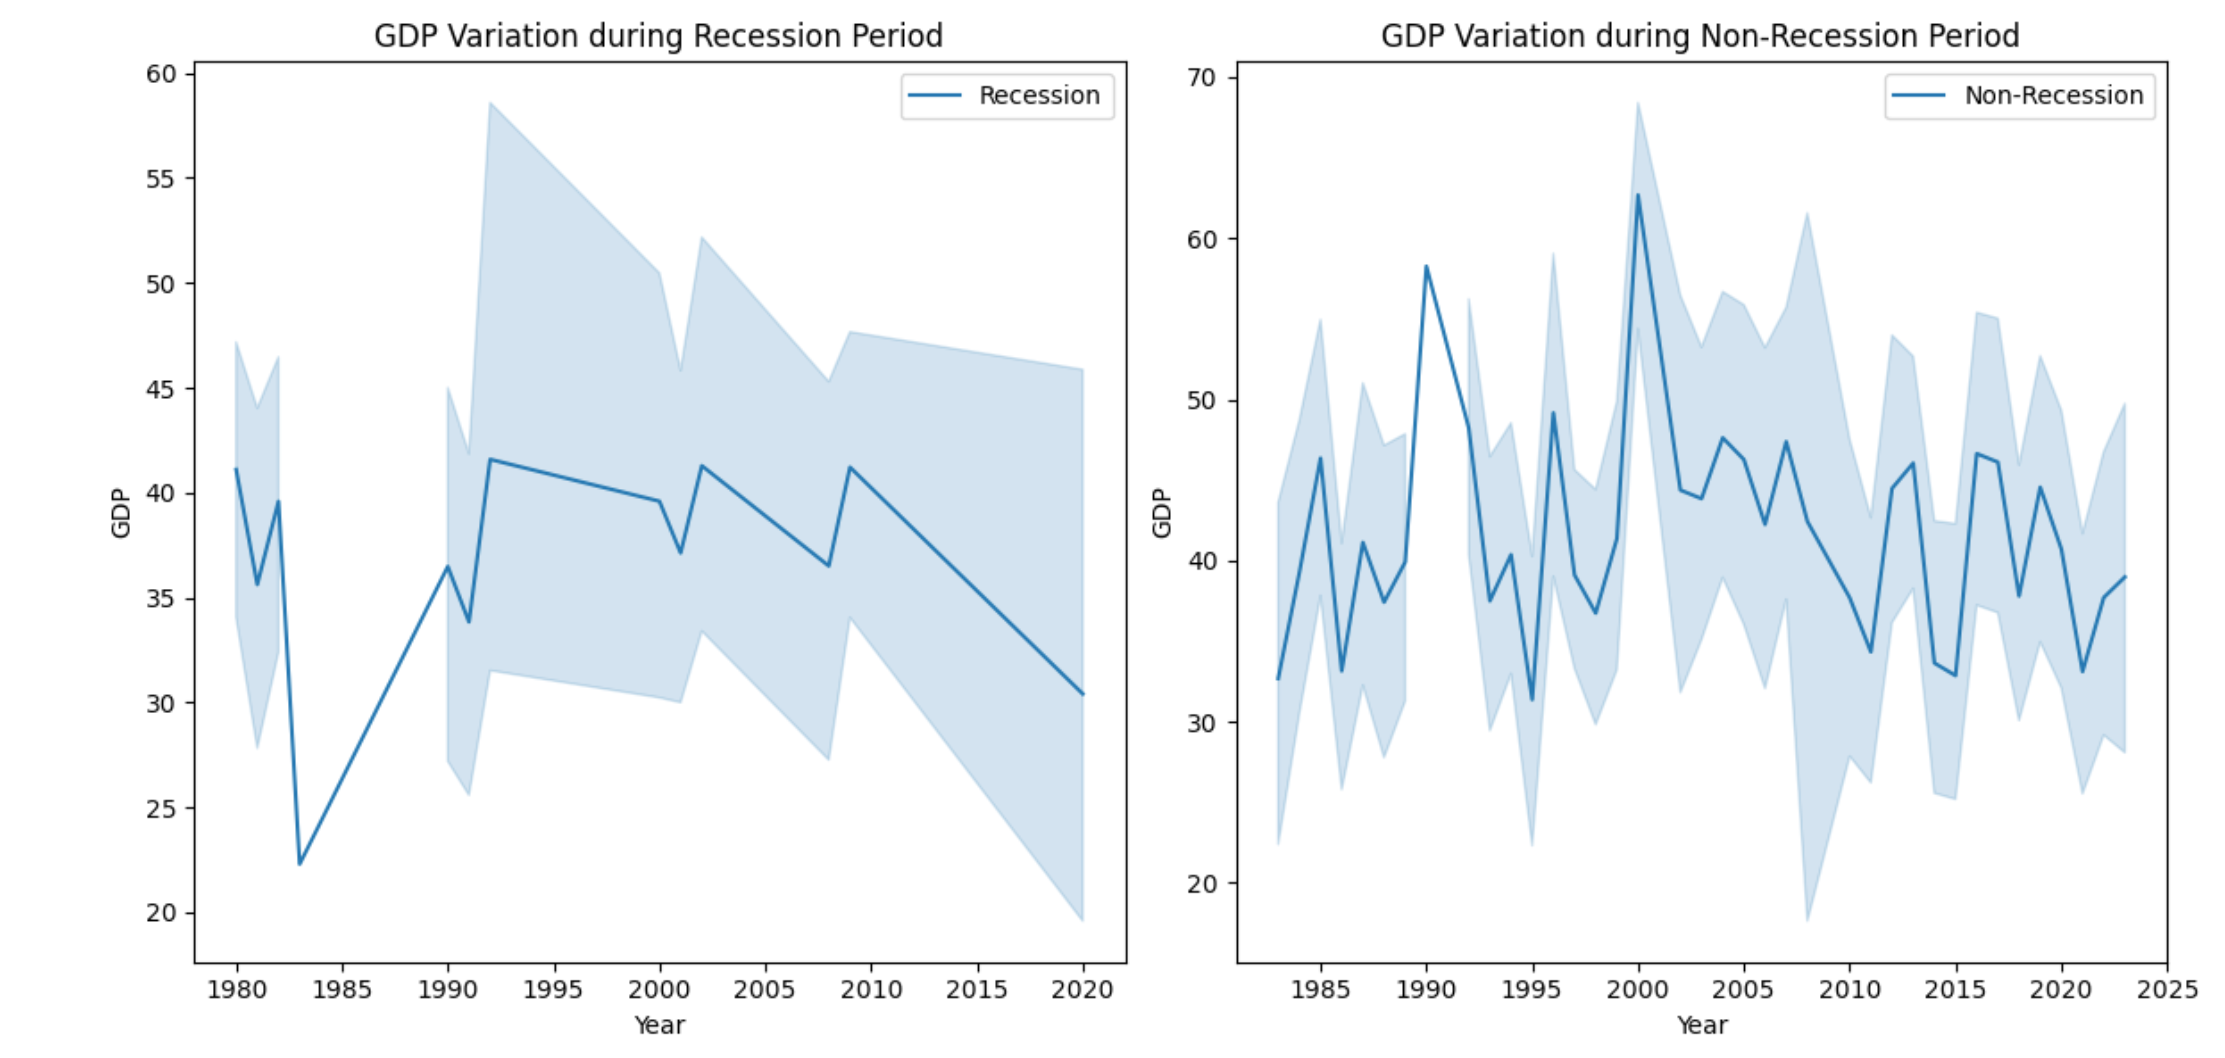 GDP Variation during Recession Period
60
55
50
45
40
35
30
25
20
GDP
Recession
1980 1985 1990 1995 2000 2005 2010 2015 2020
Year
GDP Variation during Non-Recession Period
70
60
50
40
30
20
GDP
Non-Recession
1985 1990 1995 2000 2005 2010 2015 2020 2025
Year